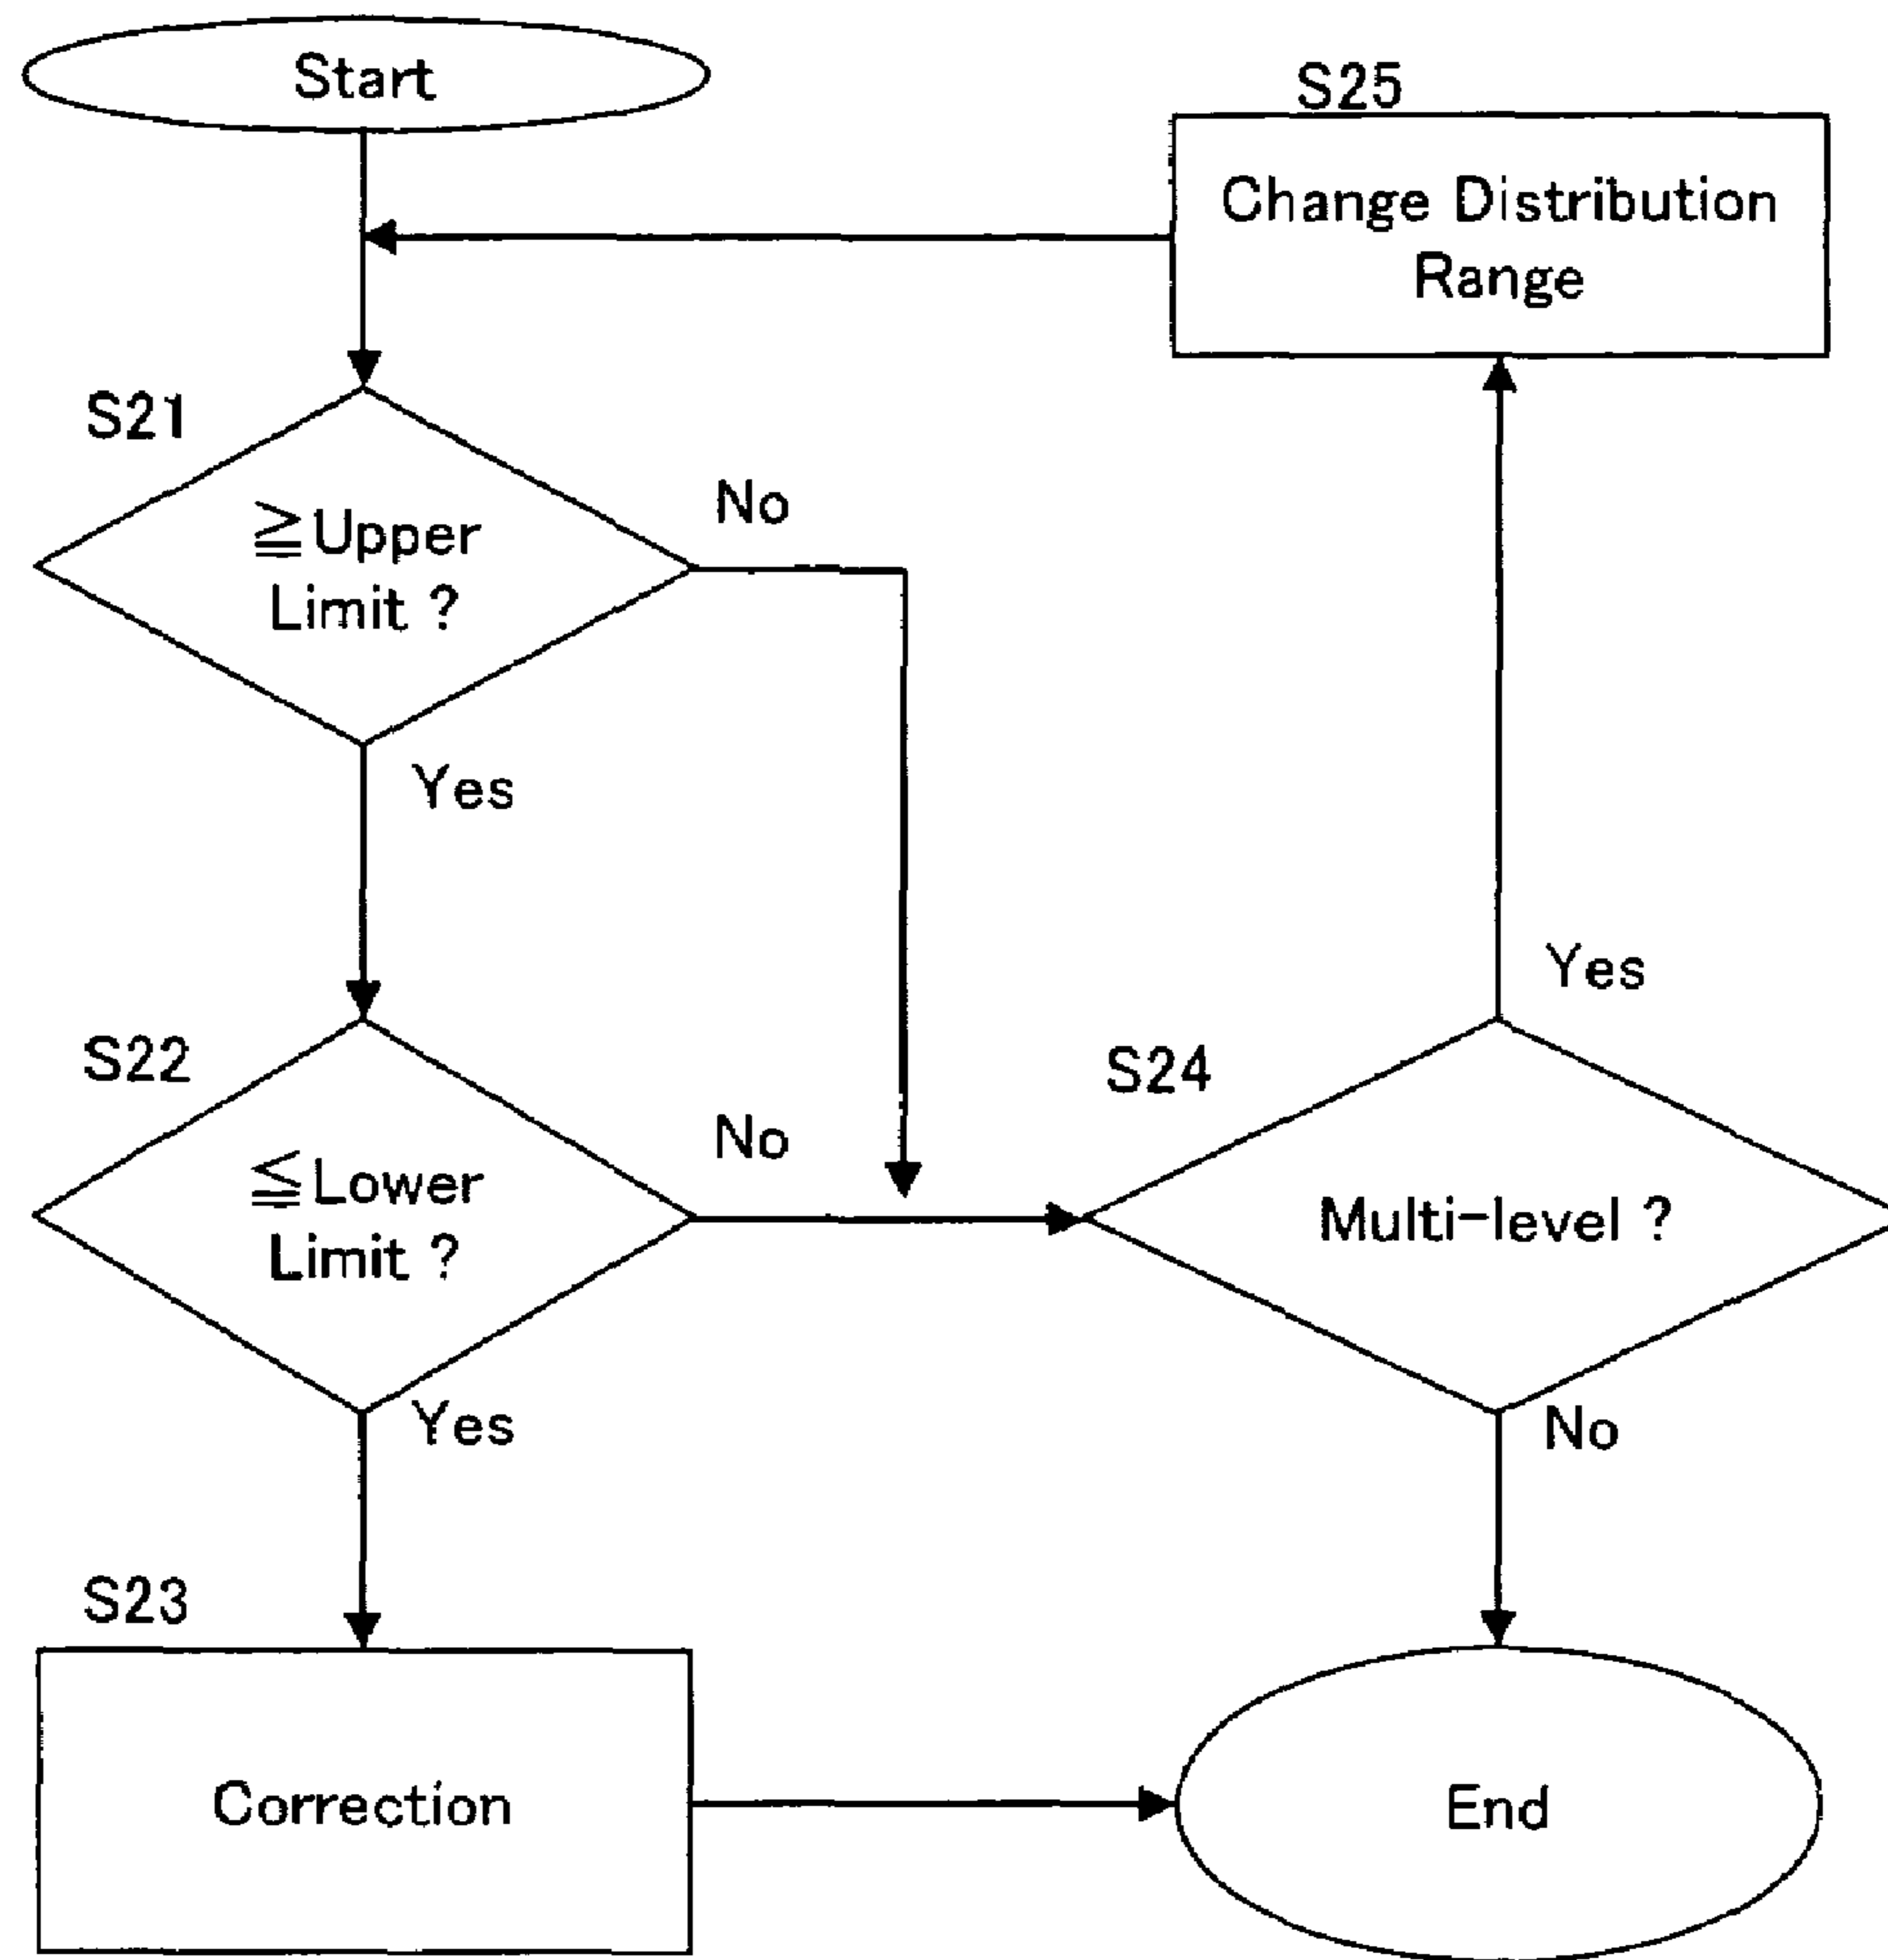 Start
S25
Change Distribution
Range
S21
≧Upper
Limit ?
No
Yes
S22
≦Lower
Limit ?
No
Yes
S24
Multi-level ?
Yes
No
S23
Correction
End